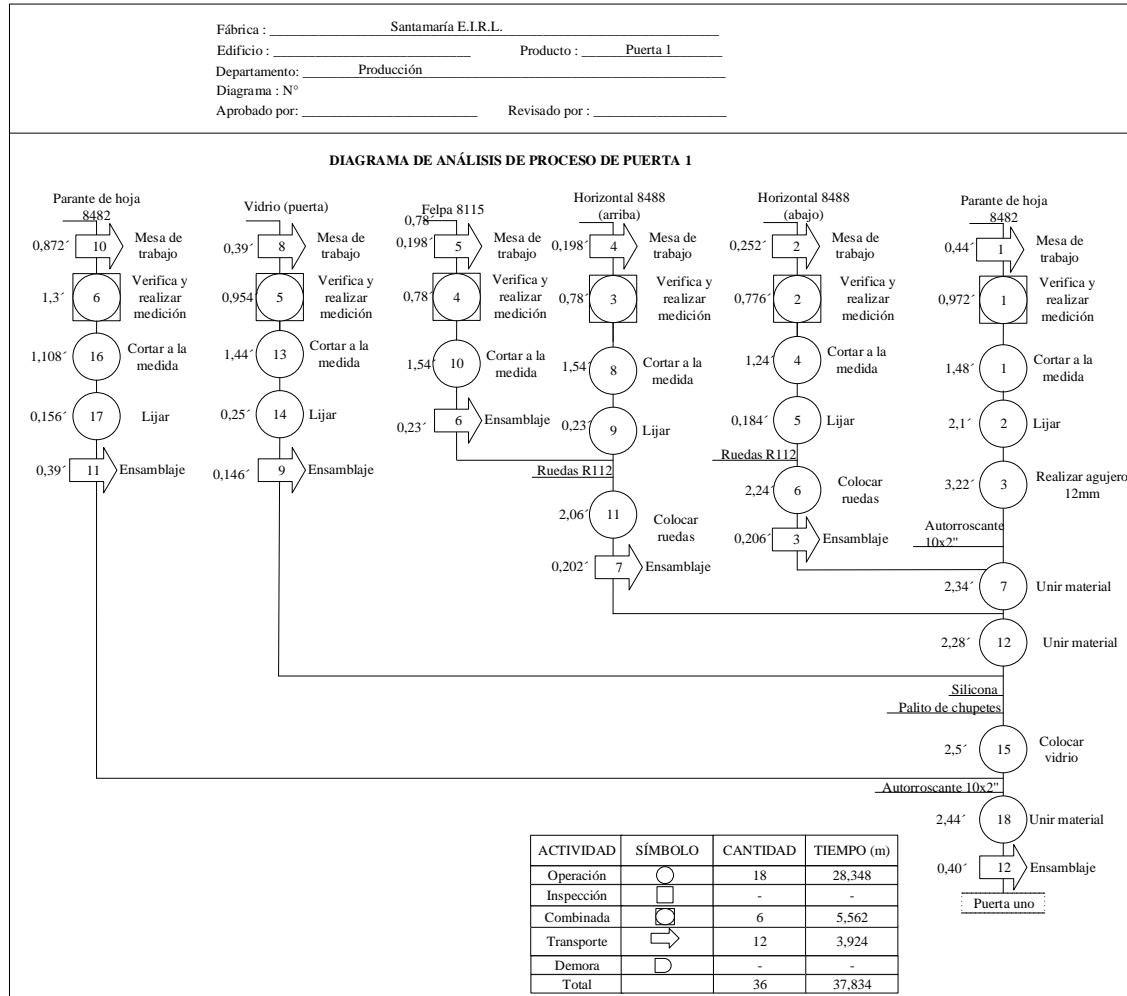 Fábrica : Santamaría E.I.R.L.
Edificio : Producto : Puerta 1
Departamento: Producción
Diagrama : N°
Aprobado por: Revisado por :
DIAGRAMA DE ANÁLISIS DE PROCESO DE PUERTA 1
Parante de hoja
8482
0,872´ 10 Mesa de
trabajo
1,3´ 6 Verifica y
realizar
medición
1,108´ 16 Cortar a la
medida
0,156´ 17 Lijar
0,39´ 11 Ensamblaje
Vidrio (puerta)
0,39´ 8 Mesa de
trabajo
0,954´ 5 Verifica y
realizar
medición
1,44´ 13 Cortar a la
medida
0,25´ 14 Lijar
0,146´ 9 Ensamblaje
Felpa 8115
0,78´
0,198´ 5 Mesa de
trabajo
0,78´ 4 Verifica y
realizar
medición
1,54´ 10 Cortar a la
medida
0,23´ 6 Ensamblaje
Horizontal 8488
(arriba)
0,198´ 4 Mesa de
trabajo
0,78´ 3 Verifica y
realizar
medición
1,54´ 8 Cortar a la
medida
0,23´ 9 Lijar
Ruedas R112
2,06´ 11 Colocar
ruedas
0,202´ 7 Ensamblaje
Horizontal 8488
(abajo)
0,252´ 2 Mesa de
trabajo
0,776´ 2 Verifica y
realizar
medición
1,24´ 4 Cortar a la
medida
0,184´ 5 Lijar
Ruedas R112
2,24´ 6 Colocar
ruedas
0,206´ 3 Ensamblaje
Parante de hoja
8482
0,44´ 1 Mesa de
trabajo
0,972´ 1 Verifica y
realizar
medición
1,48´ 1 Cortar a la
medida
2,1´ 2 Lijar
3,22´ 3 Realizar agujero
12mm
Autorroscante
10x2"
2,34´ 7 Unir material
2,28´ 12 Unir material
Silicona
Palito de chupetes
2,5´ 15 Colocar
vidrio
Autorroscante 10x2"
2,44´ 18 Unir material
0,40´ 12 Ensamblaje
Puerta uno
ACTIVIDAD SÍMBOLO CANTIDAD TIEMPO (m)
Operación 18 28,348
Inspección - -
Combinada 6 5,562
Transporte 12 3,924
Demora - -
Total 36 37,834